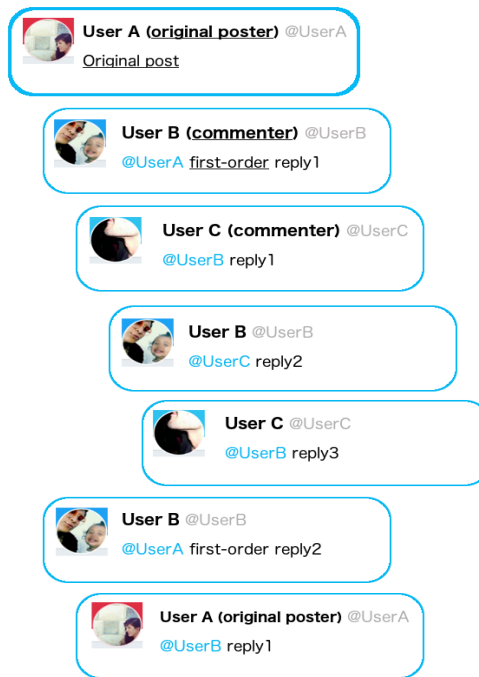 User A (original poster) @UserA
Original post
User B (commenter) @UserB
@UserA first-order reply1
User C (commenter) @UserC
@UserB reply1
User B @UserB
@UserC reply2
User C @UserC
@UserB reply3
User B @UserB
@UserA first-order reply2
User A (original poster) @UserA
@UserB reply1